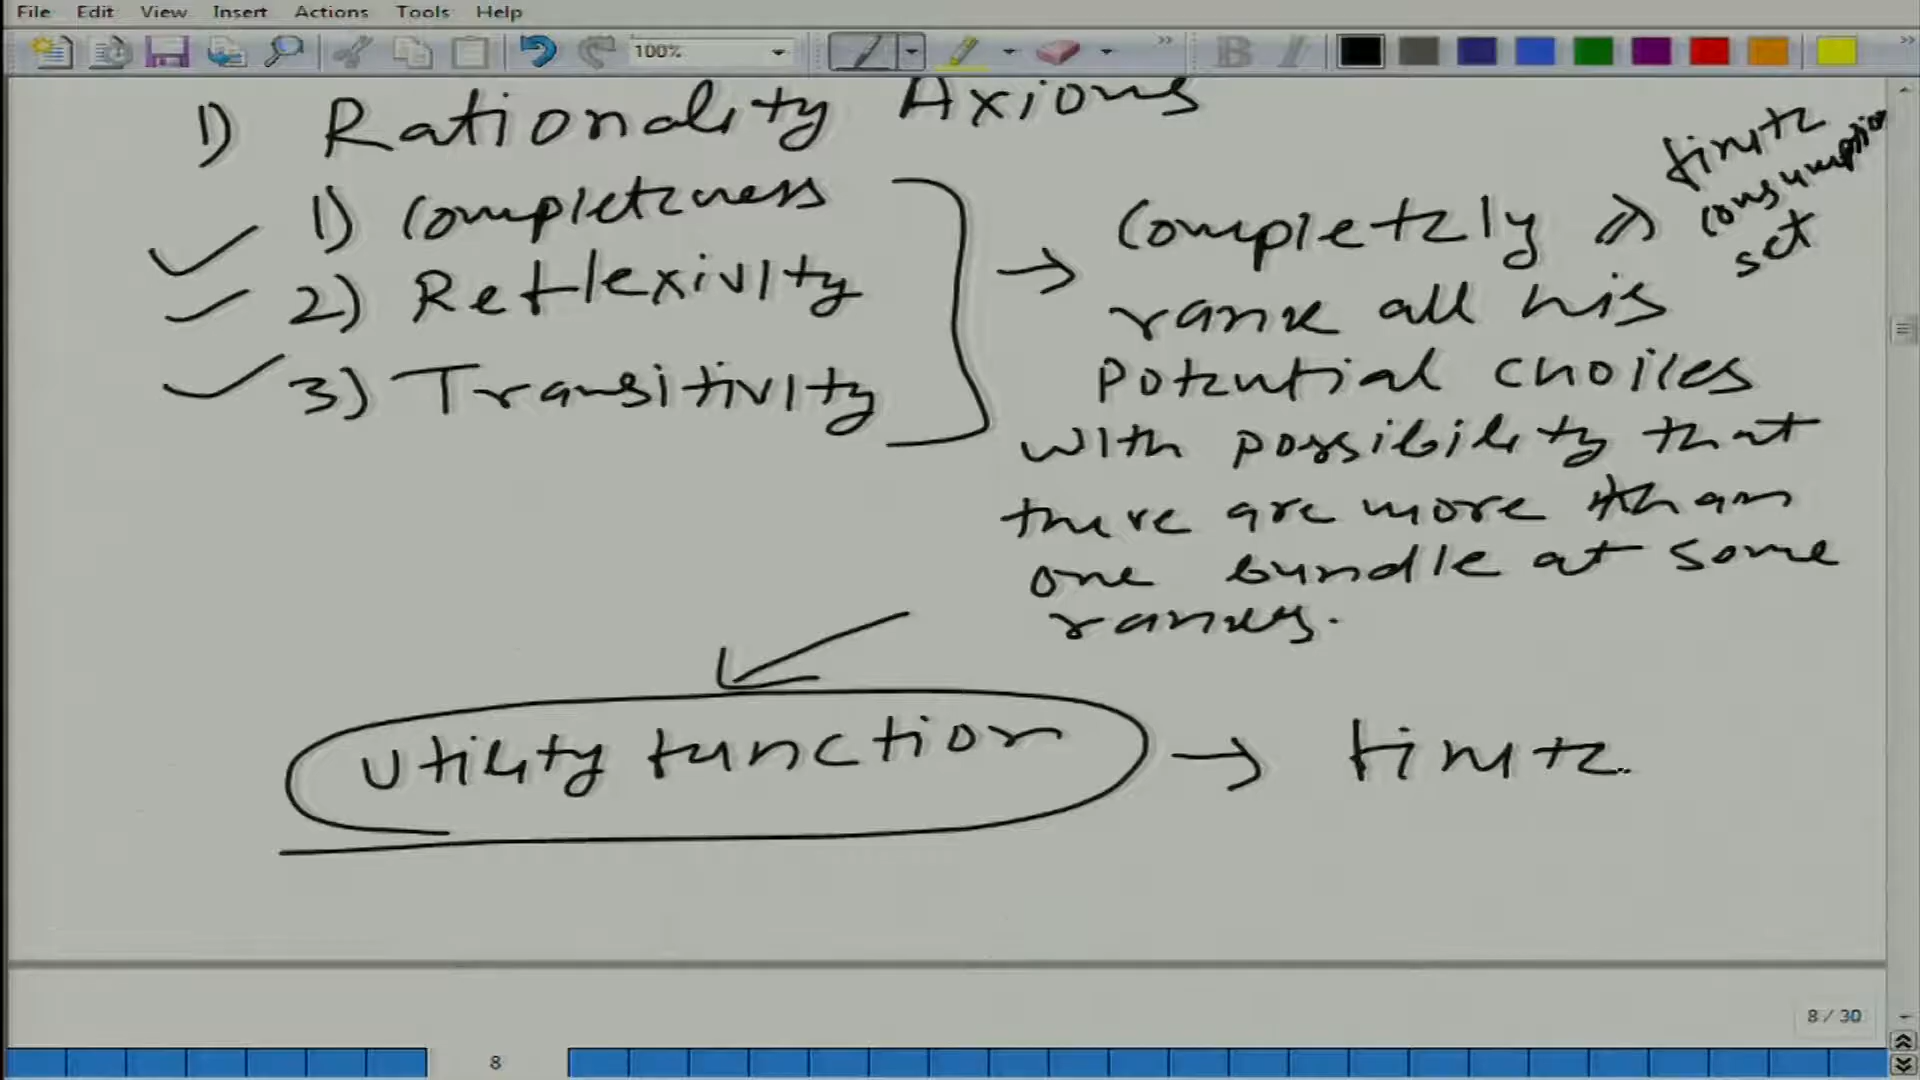 File Edit View Insert Actions Tools Help
100%
1) Rationality Axioms
1) Completeness
2) Reflexivity
3) Transitivity
finite
consumption
set
Completely
rank all his
potential choices
with possibility that
there are more than
one bundle at some
ranks.
Utility function → finite
8 / 30
8